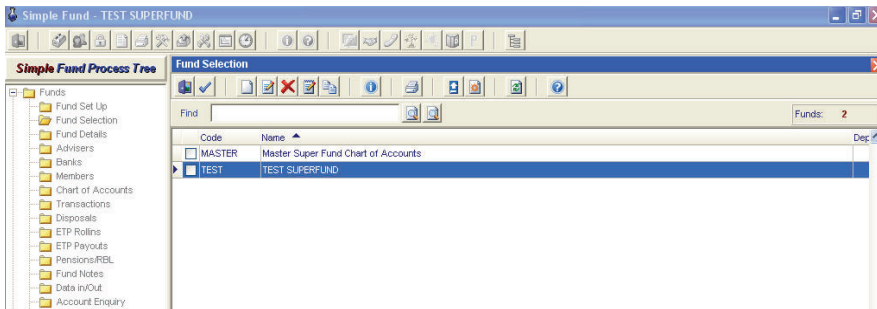 Simple Fund - TEST SUPERFUND
Simple Fund Process Tree
Funds
Fund Set Up
Fund Selection
Fund Details
Advisers
Banks
Members
Chart of Accounts
Transactions
Disposals
ETP Rollins
ETP Payouts
Pensions/RBL
Fund Notes
Data in/Out
Account Enquiry
Fund Selection
Find
Funds: 2
Code Name
MASTER Master Super Fund Chart of Accounts
TEST TEST SUPERFUND